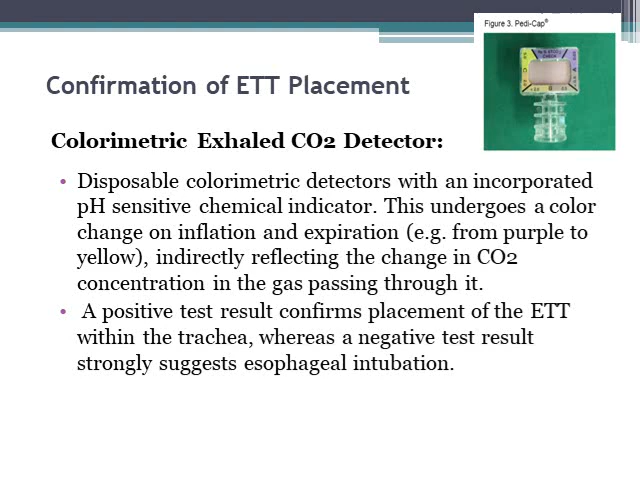 Figure 3. Pedi-Cap®
Confirmation of ETT Placement
Colorimetric Exhaled CO2 Detector:
• Disposable colorimetric detectors with an incorporated
pH sensitive chemical indicator. This undergoes a color
change on inflation and expiration (e.g. from purple to
yellow), indirectly reflecting the change in CO2
concentration in the gas passing through it.
• A positive test result confirms placement of the ETT
within the trachea, whereas a negative test result
strongly suggests esophageal intubation.